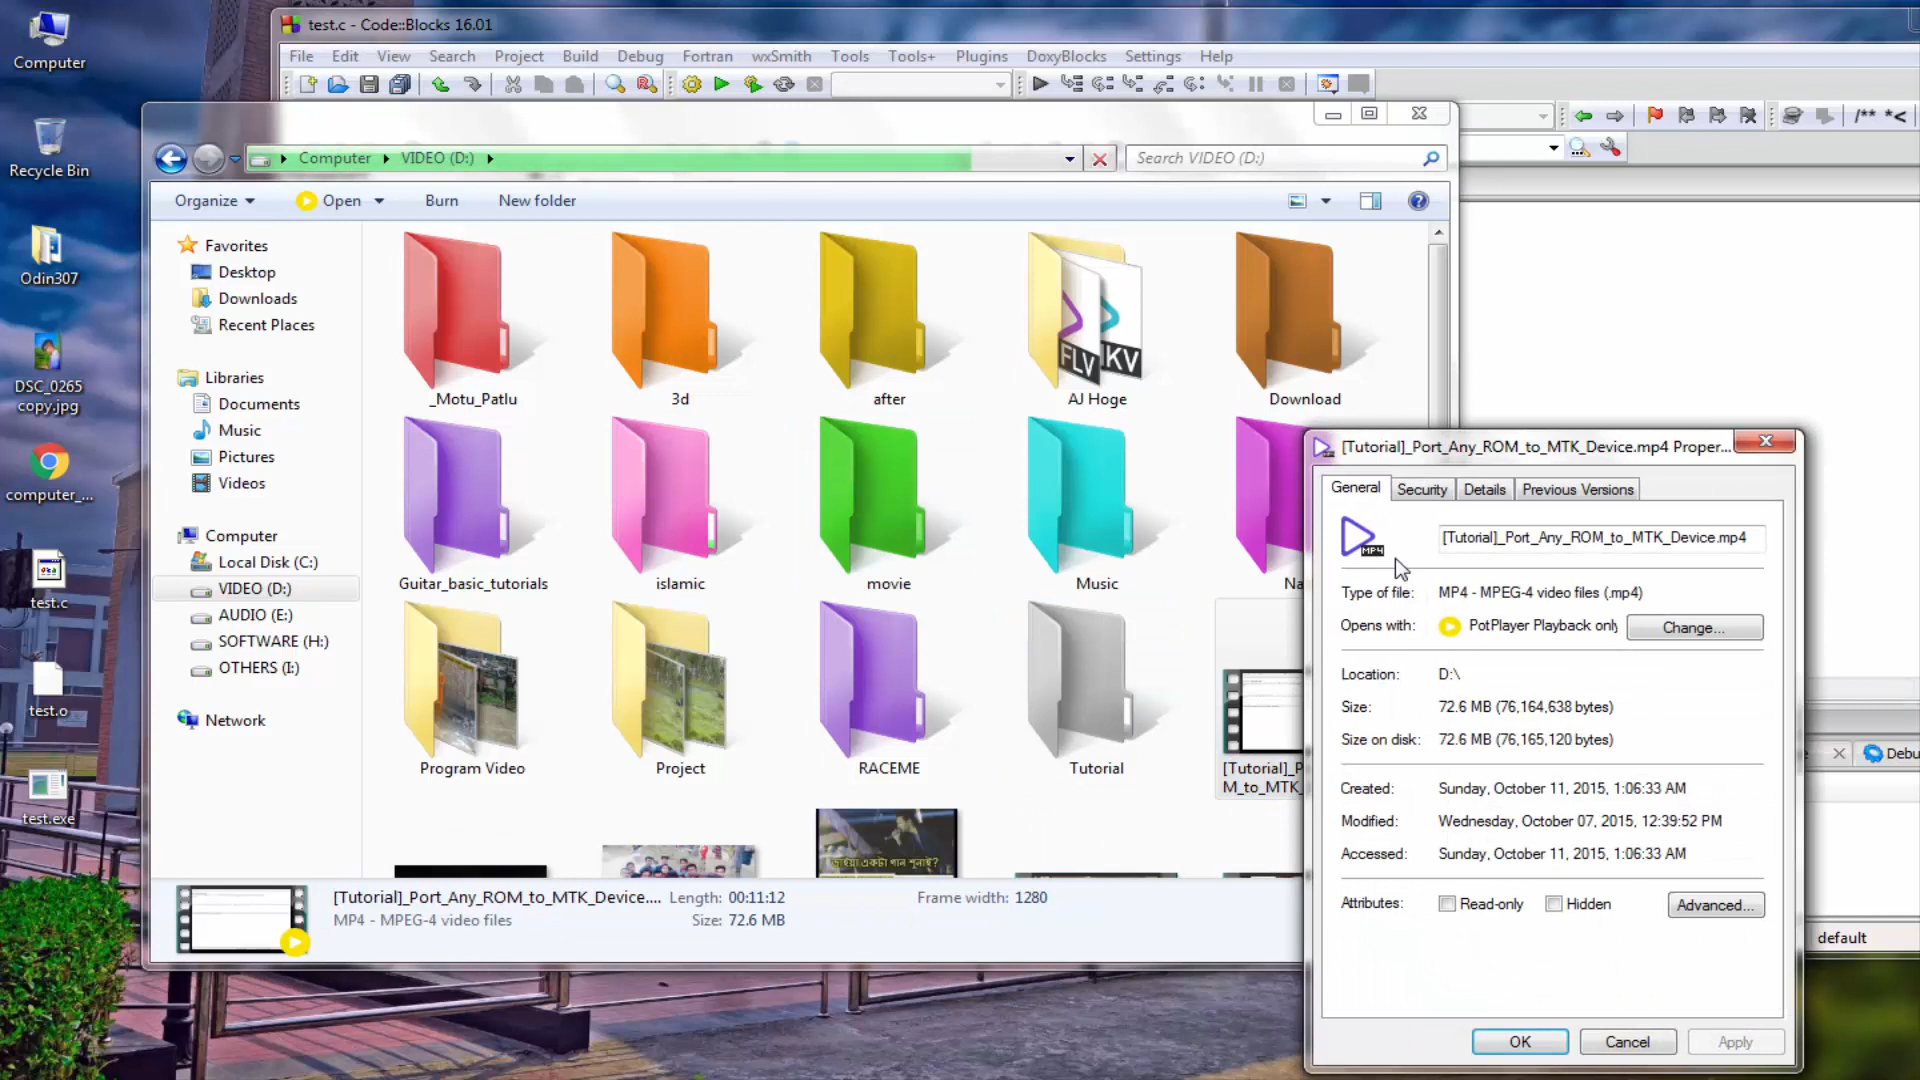 test.c - Code::Blocks 16.01
File Edit View Search Project Build Debug Fortran wxSmith Tools Tools+ Plugins DoxyBlocks Settings Help
/** *<
Computer
Recycle Bin
Odin307
DSC_0265
copy.jpg
computer_...
test.c
test.o
test.exe
Computer VIDEO (D:)
Search VIDEO (D:)
Organize Open Burn New folder
Favorites
Desktop
Downloads
Recent Places
Libraries
Documents
Music
Pictures
Videos
Computer
Local Disk (C:)
VIDEO (D:)
AUDIO (E:)
SOFTWARE (H:)
OTHERS (I:)
Network
FLV KV
_Motu_Patlu 3d after AJ Hoge Download
Guitar_basic_tutorials islamic movie Music Na
Program Video Project RACEME Tutorial [Tutorial]_P
M_to_MTK_
ভাইয়া একটা গান শুনাই?
[Tutorial]_Port_Any_ROM_to_MTK_Device.... Length: 00:11:12 Frame width: 1280
MP4 - MPEG-4 video files Size: 72.6 MB
[Tutorial]_Port_Any_ROM_to_MTK_Device.mp4 Proper...
General Security Details Previous Versions
MP4
[Tutorial]_Port_Any_ROM_to_MTK_Device.mp4
Type of file: MP4 - MPEG-4 video files (.mp4)
Opens with: PotPlayer Playback only Change...
Location: D:\
Size: 72.6 MB (76,164,638 bytes)
Size on disk: 72.6 MB (76,165,120 bytes)
Created: Sunday, October 11, 2015, 1:06:33 AM
Modified: Wednesday, October 07, 2015, 12:39:52 PM
Accessed: Sunday, October 11, 2015, 1:06:33 AM
Attributes: Read-only Hidden Advanced...
OK Cancel Apply
Debu
default